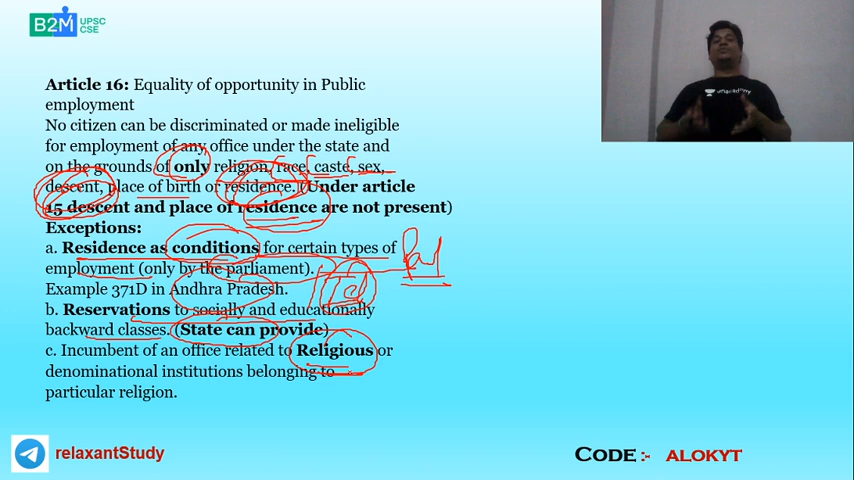 B2M UPSC
CSE
unacademy
Article 16: Equality of opportunity in Public
employment
No citizen can be discriminated or made ineligible
for employment of any office under the state and
on the grounds of only religion, race, caste, sex,
descent, place of birth or residence. (Under article
15 descent and place of residence are not present)
Exceptions:
a. Residence as conditions for certain types of
employment (only by the parliament).
Example 371D in Andhra Pradesh.
b. Reservations to socially and educationally
backward classes. (State can provide)
c. Incumbent of an office related to Religious or
denominational institutions belonging to
particular religion.
relaxantStudy
CODE :- ALOKYT